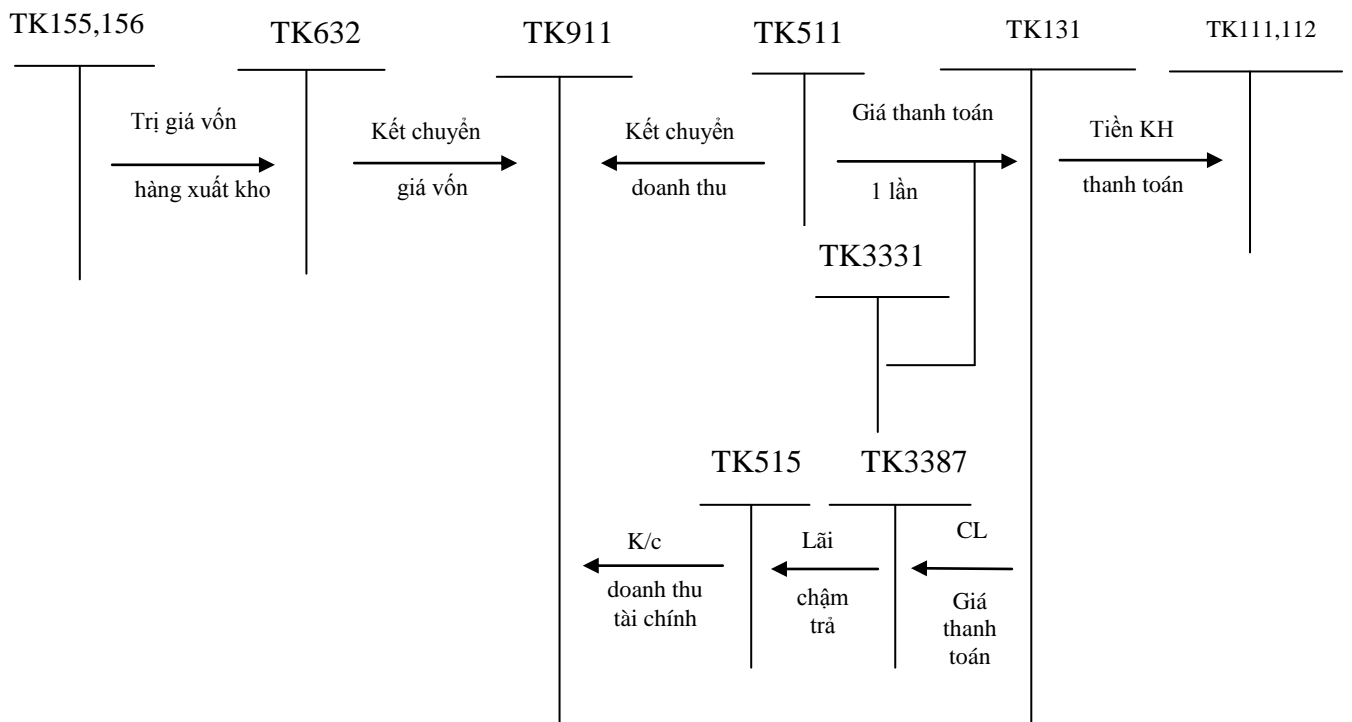 TK155,156
TK632
TK911
TK511
TK131
TK111,112
Trị giá vốn
hàng xuất kho
Kết chuyển
giá vốn
Kết chuyển
doanh thu
Giá thanh toán
1 lần
Tiền KH
thanh toán
TK3331
TK515
TK3387
K/c
doanh thu
tài chính
Lãi
chậm
trả
CL
Giá
thanh
toán